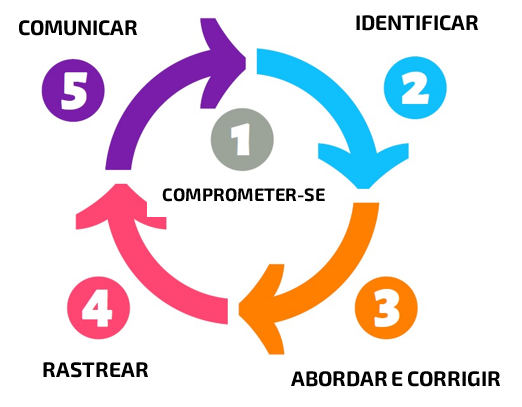 COMUNICAR
IDENTIFICAR
5
2
1
COMPROMETER-SE
4
3
RASTREAR
ABORDAR E CORRIGIR